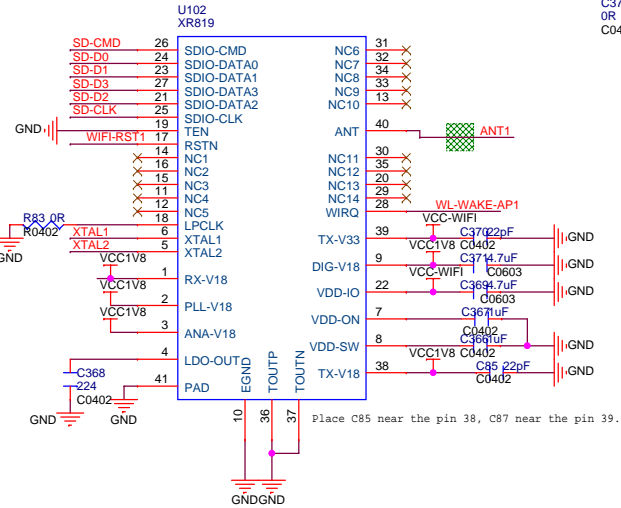 U102
XR819
C37
0R
C04
SD-CMD 26 SDIO-CMD
SD-D0 24 SDIO-DATA0
SD-D1 23 SDIO-DATA1
SD-D3 27 SDIO-DATA3
SD-D2 21 SDIO-DATA2
SD-CLK 25 SDIO-CLK
GND 19 TEN
WIFI-RST1 17 RSTN
14 NC1
16 NC2
15 NC3
11 NC4
12 NC5
R83 0R 18 LPCLK
R0402
XTAL1 6 XTAL1
XTAL2 5 XTAL2
GND
VCC1V8
1 RX-V18
VCC1V8
2 PLL-V18
VCC1V8
3 ANA-V18
4 LDO-OUT
C368
224
C0402
41 PAD
GND
GND
NC6 31
NC7 32
NC8 34
NC9 33
NC10 13
ANT 40 ANT1
NC11 30
NC12 35
NC13 20
NC14 29
WIRQ 28 WL-WAKE-AP1
VCC-WIFI
TX-V33 39 C370 22pF GND
C0402
VCC1V8
DIG-V18 9 C371 4.7uF GND
C0603
VCC-WIFI
VDD-IO 22 C369 4.7uF GND
C0603
VDD-ON 7 C367 1uF
C0402
VDD-SW 8 C366 1uF GND
C0402
VCC1V8
TX-V18 38 C85 22pF GND
C0402
EGND
TOUTP
TOUTN
10
36
37
Place C85 near the pin 38, C87 near the pin 39.
GND
GND